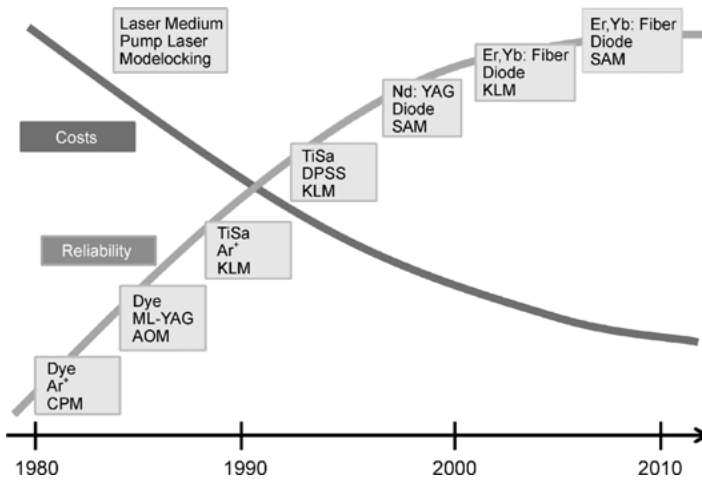 Laser Medium
Pump Laser
Modelocking
Er,Yb: Fiber
Diode
SAM
Er,Yb: Fiber
Diode
KLM
Nd: YAG
Diode
SAM
Costs
TiSa
DPSS
KLM
Reliability
TiSa
Ar⁺
KLM
Dye
ML-YAG
AOM
Dye
Ar⁺
CPM
1980
1990
2000
2010